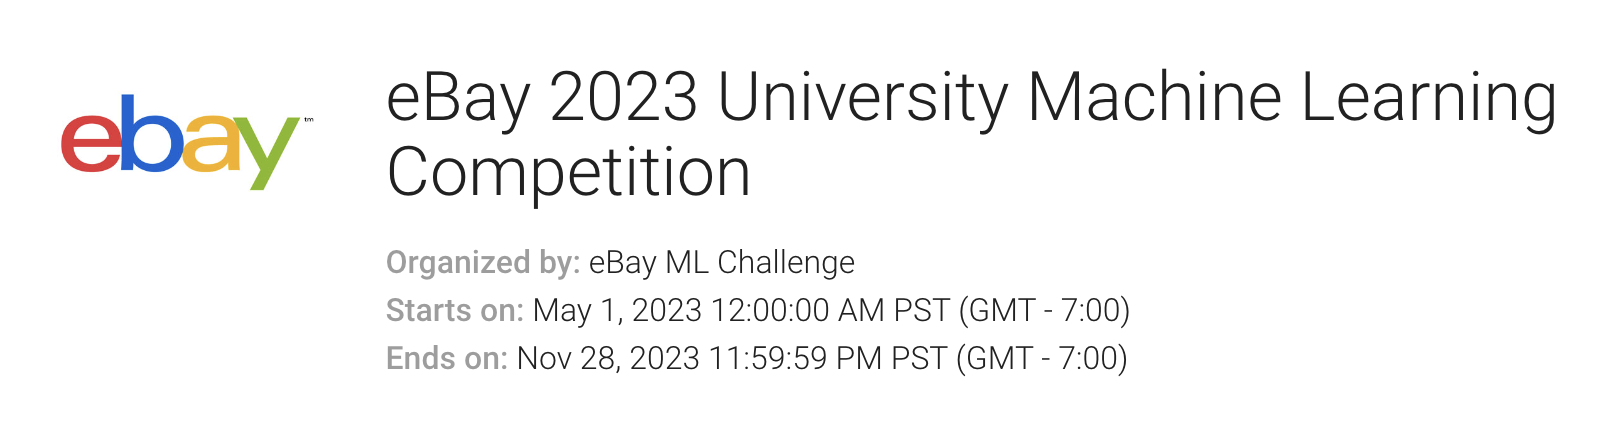 ebay™
eBay 2023 University Machine Learning
Competition
Organized by: eBay ML Challenge
Starts on: May 1, 2023 12:00:00 AM PST (GMT - 7:00)
Ends on: Nov 28, 2023 11:59:59 PM PST (GMT - 7:00)